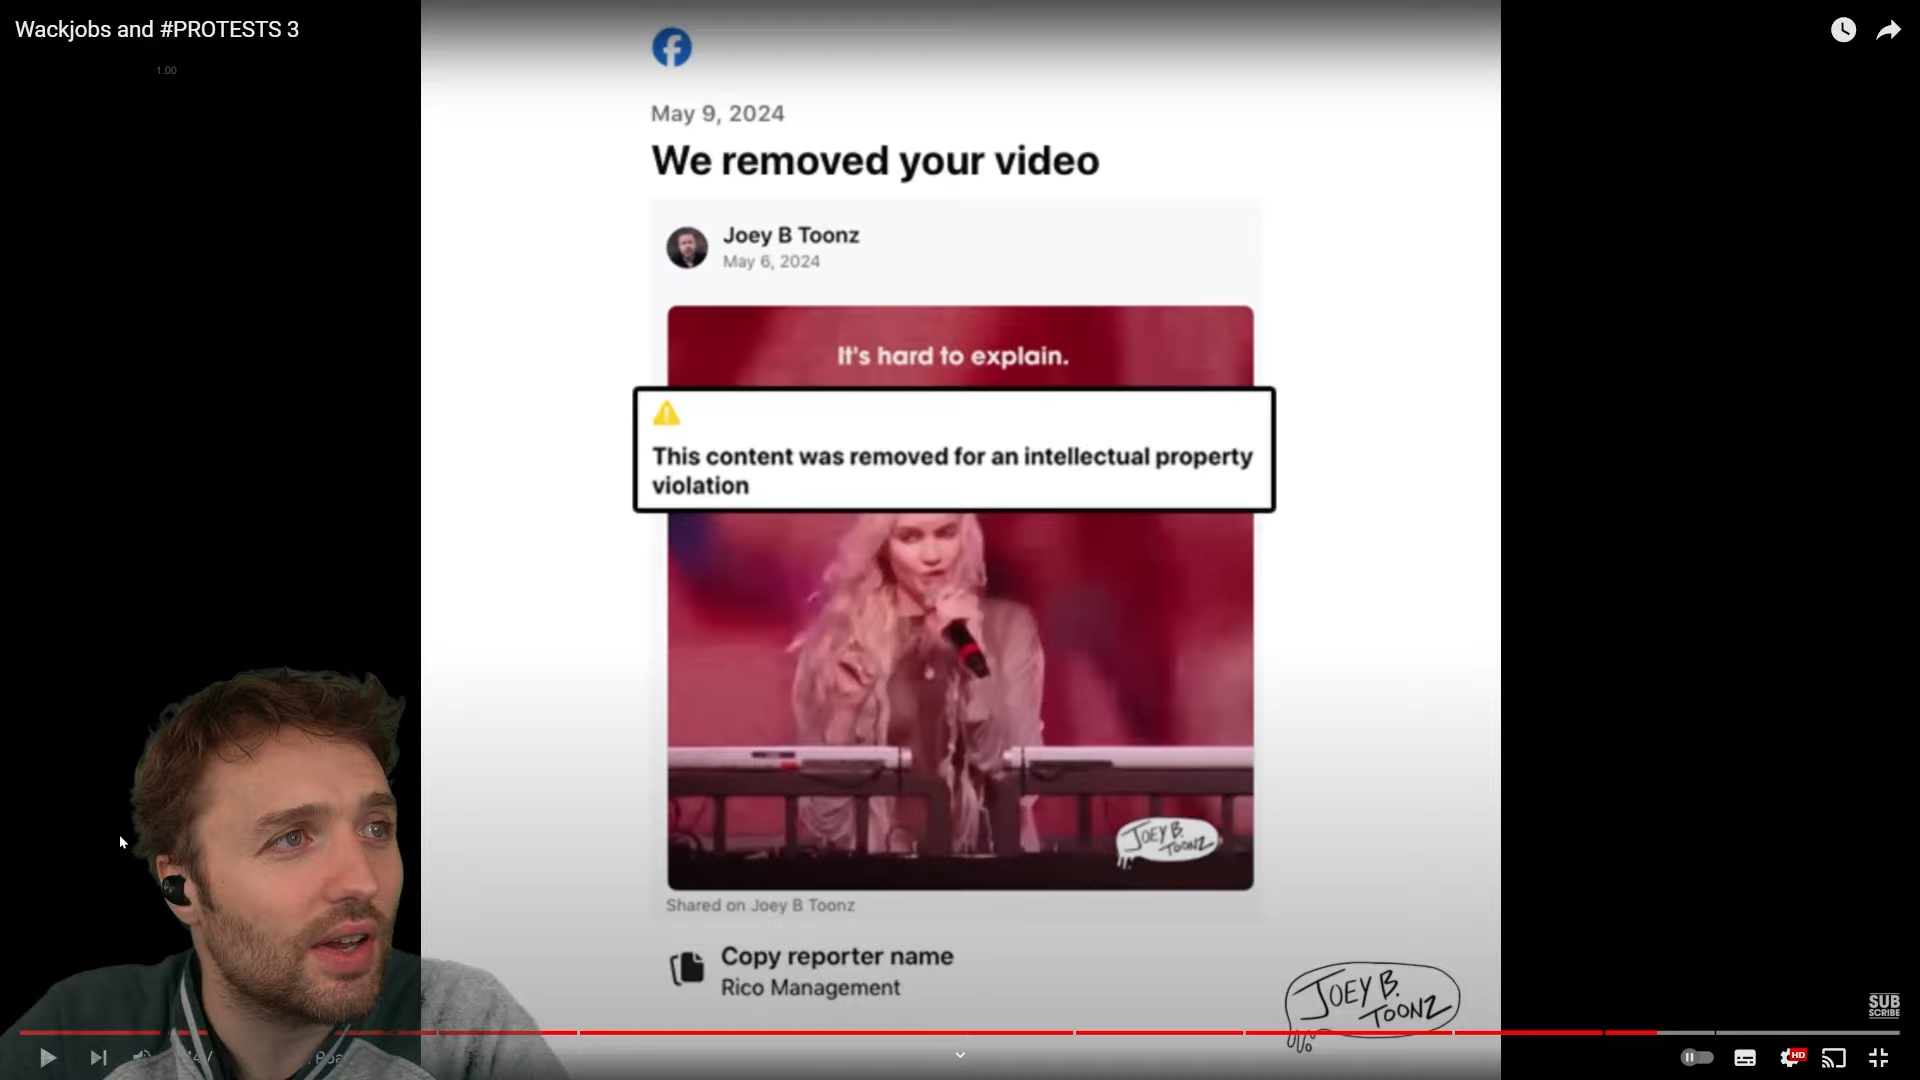 Wackjobs and #PROTESTS 3
1.00
May 9, 2024
We removed your video
Joey B Toonz
May 6, 2024
It's hard to explain.
This content was removed for an intellectual property
violation
JOEY B.
TOONZ
Shared on Joey B Toonz
Copy reporter name
Rico Management
JOEY B.
TOONZ
SUB
SCRIBE
HD